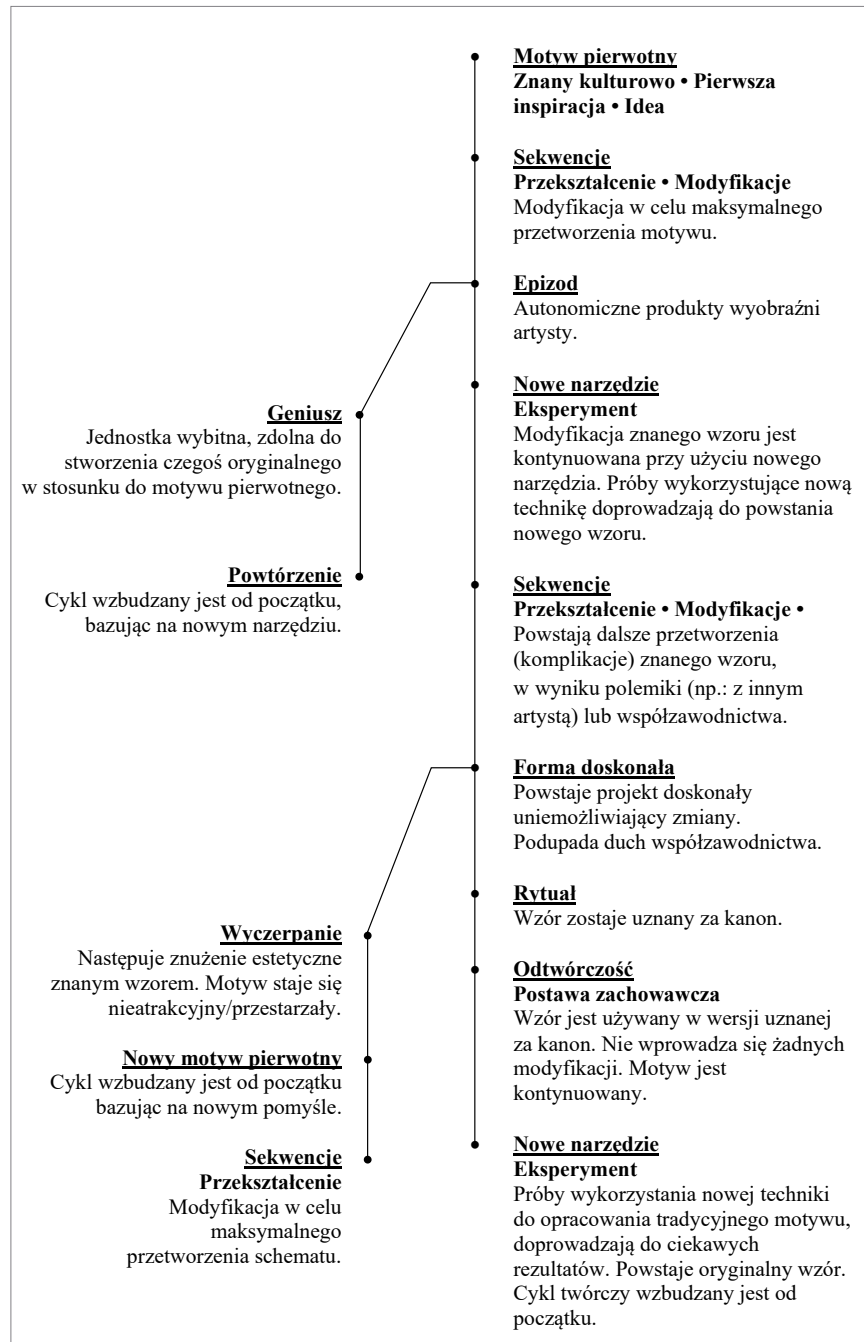 Motyw pierwotny
Znany kulturowo • Pierwsza
inspiracja • Idea
Sekwencje
Przekształcenie • Modyfikacje
Modyfikacja w celu maksymalnego
przetworzenia motywu.
Epizod
Autonomiczne produkty wyobraźni
artysty.
Nowe narzędzie
Eksperyment
Modyfikacja znanego wzoru jest
kontynuowana przy użyciu nowego
narzędzia. Próby wykorzystujące nową
technikę doprowadzają do powstania
nowego wzoru.
Geniusz
Jednostka wybitna, zdolna do
stworzenia czegoś oryginalnego
w stosunku do motywu pierwotnego.
Powtórzenie
Cykl wzbudzany jest od początku,
bazując na nowym narzędziu.
Sekwencje
Przekształcenie • Modyfikacje •
Powstają dalsze przetworzenia
(komplikacje) znanego wzoru,
w wyniku polemiki (np.: z innym
artystą) lub współzawodnictwa.
Forma doskonała
Powstaje projekt doskonały
uniemożliwiający zmiany.
Podupada duch współzawodnictwa.
Rytuał
Wzór zostaje uznany za kanon.
Wyczerpanie
Następuje znużenie estetyczne
znanym wzorem. Motyw staje się
nieatrakcyjny/przestarzały.
Nowy motyw pierwotny
Cykl wzbudzany jest od początku
bazując na nowym pomyśle.
Sekwencje
Przekształcenie
Modyfikacja w celu
maksymalnego
przetworzenia schematu.
Odtwórczość
Postawa zachowawcza
Wzór jest używany w wersji uznanej
za kanon. Nie wprowadza się żadnych
modyfikacji. Motyw jest
kontynuowany.
Nowe narzędzie
Eksperyment
Próby wykorzystania nowej techniki
do opracowania tradycyjnego motywu,
doprowadzają do ciekawych
rezultatów. Powstaje oryginalny wzór.
Cykl twórczy wzbudzany jest od
początku.